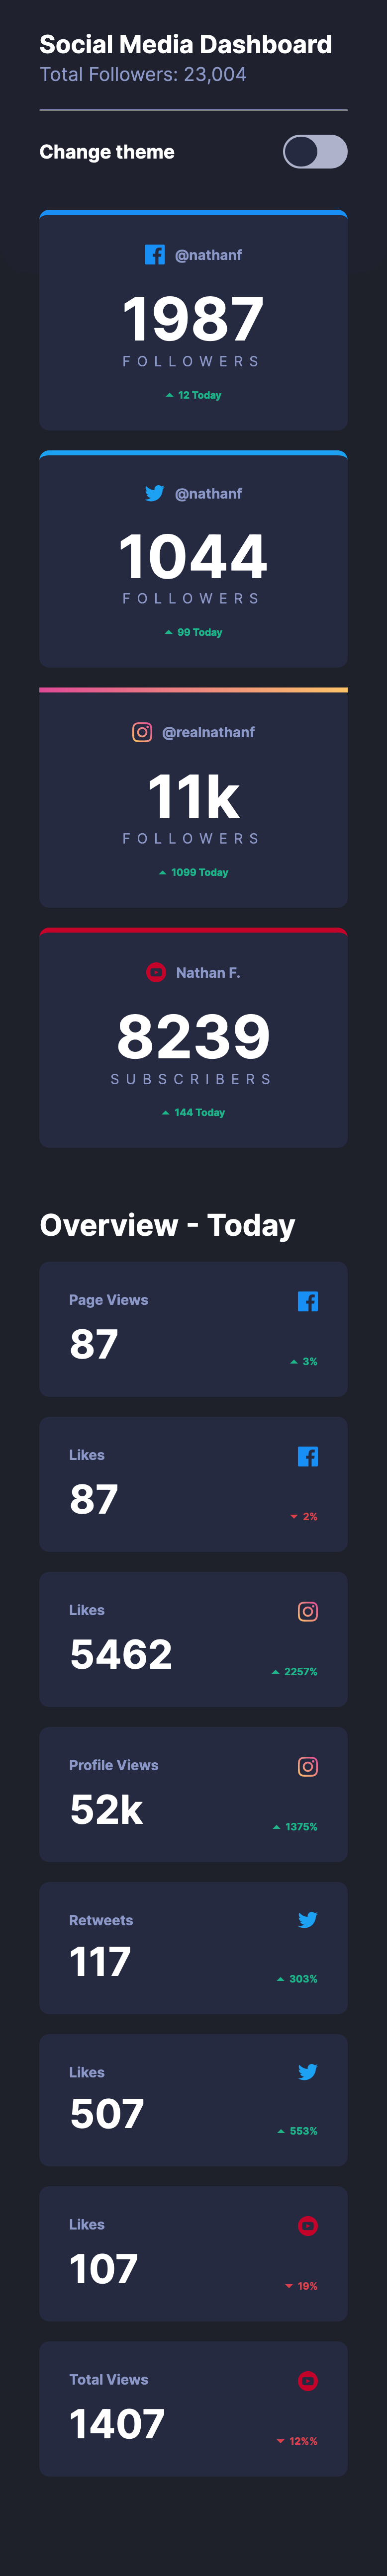 Social Media Dashboard
Total Followers: 23,004
Change theme
@nathanf
1987
FOLLOWERS
12 Today
@nathanf
1044
FOLLOWERS
99 Today
@realnathanf
11k
FOLLOWERS
1099 Today
Nathan F.
8239
SUBSCRIBERS
144 Today
Overview - Today
Page Views
87
3%
Likes
87
2%
Likes
5462
2257%
Profile Views
52k
1375%
Retweets
117
303%
Likes
507
553%
Likes
107
19%
Total Views
1407
12%%